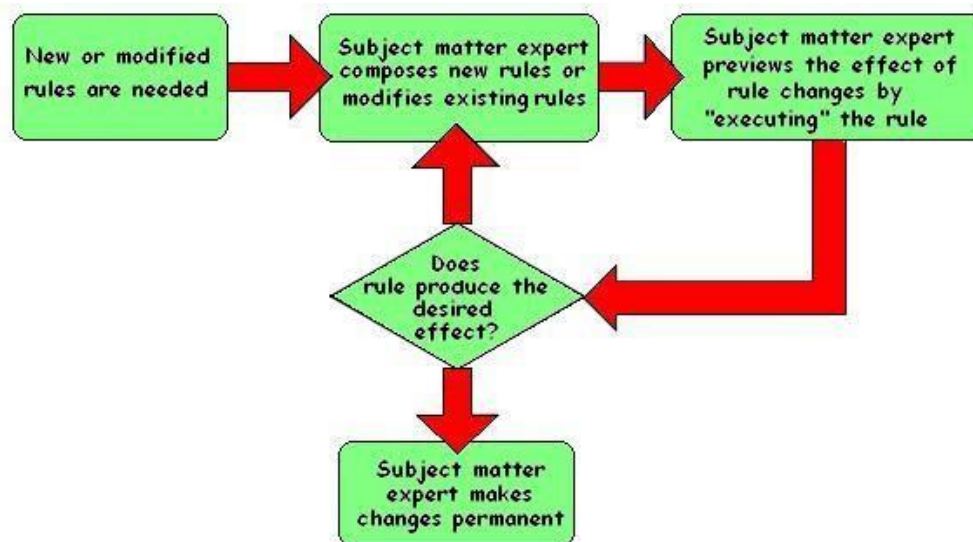 New or modified
rules are needed
Subject matter expert
composes new rules or
modifies existing rules
Subject matter expert
previews the effect of
rule changes by
"executing" the rule
Does
rule produce the
desired
effect?
Subject matter
expert makes
changes permanent